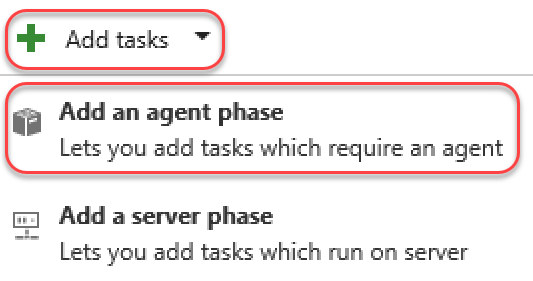 Add tasks
Add an agent phase
Lets you add tasks which require an agent
Add a server phase
Lets you add tasks which run on server